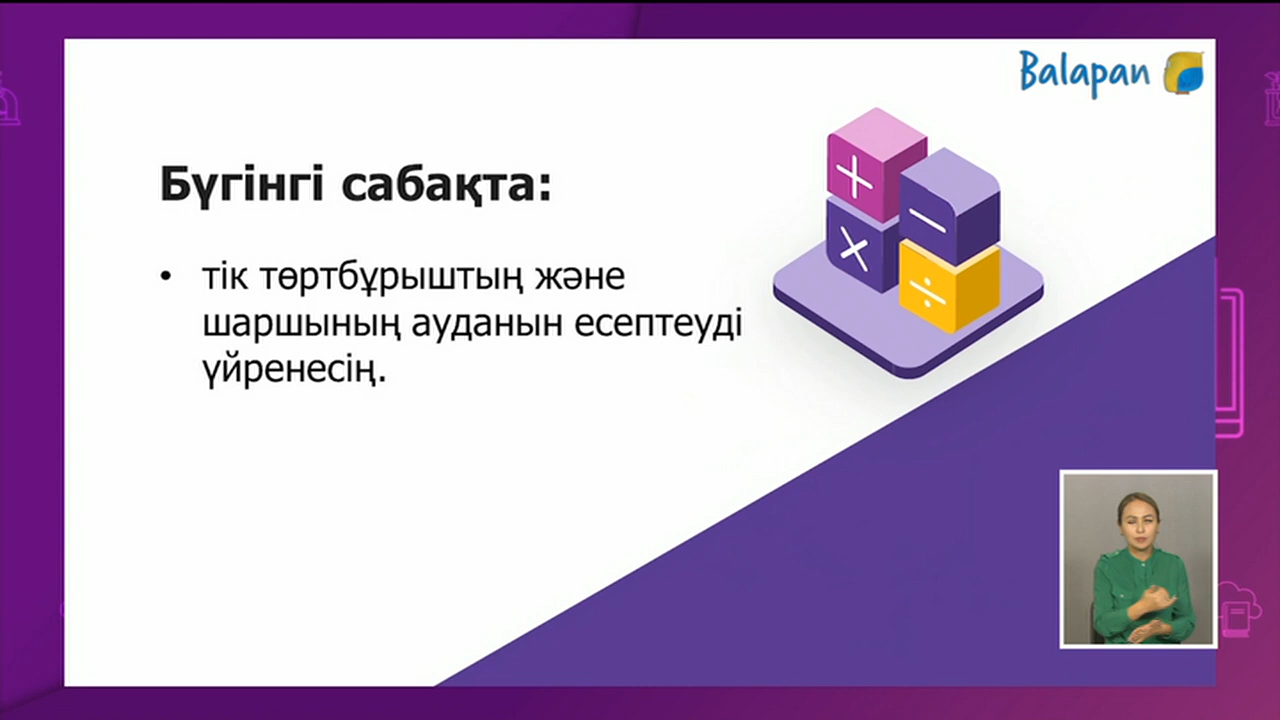 Balapan
Бүгінгі сабақта:
• тік төртбұрыштың және
шаршының ауданын есептеуді
үйренесің.